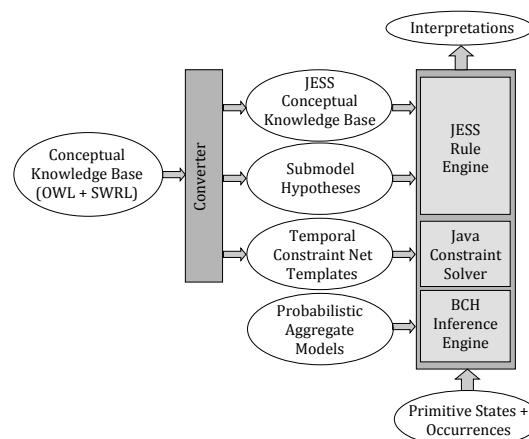 Interpretations
JESS
Conceptual
Knowledge Base
JESS
Rule
Engine
Conceptual
Knowledge Base
(OWL + SWRL)
Converter
Submodel
Hypotheses
Temporal
Constraint Net
Templates
Java
Constraint
Solver
Probabilistic
Aggregate
Models
BCH
Inference
Engine
Primitive States +
Occurrences